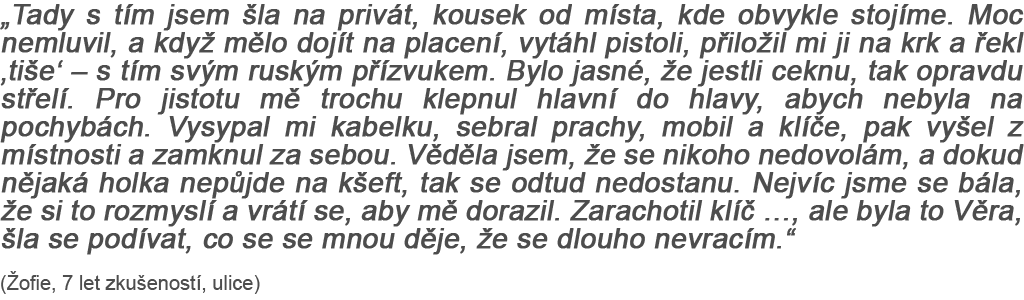 „Tady s tím jsem šla na privát, kousek od místa, kde obvykle stojíme. Moc
nemluvil, a když mělo dojít na placení, vytáhl pistoli, přiložil mi ji na krk a řekl
‚tiše‘ – s tím svým ruským přízvukem. Bylo jasné, že jestli ceknu, tak opravdu
střelí. Pro jistotu mě trochu klepnul hlavní do hlavy, abych nebyla na
pochybách. Vysypal mi kabelku, sebral prachy, mobil a klíče, pak vyšel z
místnosti a zamknul za sebou. Věděla jsem, že se nikoho nedovolám, a dokud
nějaká holka nepůjde na kšeft, tak se odtud nedostanu. Nejvíc jsme se bála,
že si to rozmyslí a vrátí se, aby mě dorazil. Zarachotil klíč …, ale byla to Věra,
šla se podívat, co se se mnou děje, že se dlouho nevracím.“
(Žofie, 7 let zkušeností, ulice)